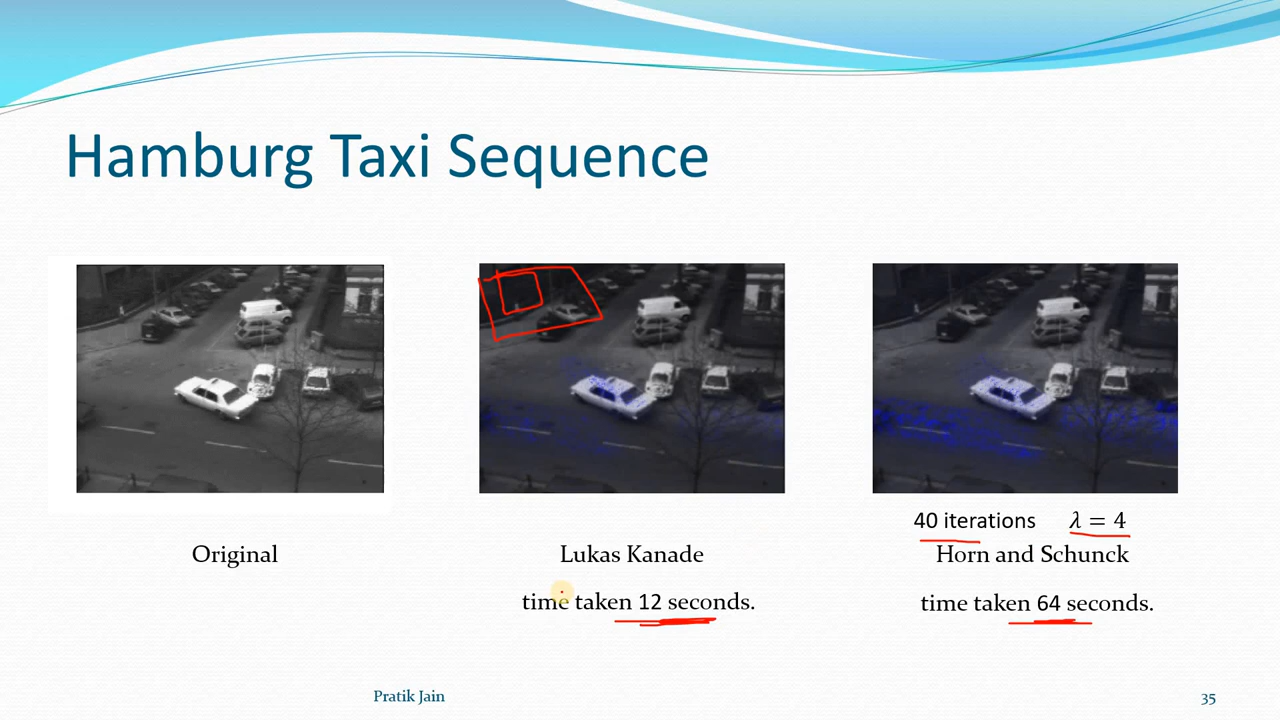 Hamburg Taxi Sequence
Original
Lukas Kanade
time taken 12 seconds.
40 iterations λ = 4
Horn and Schunck
time taken 64 seconds.
Pratik Jain
35